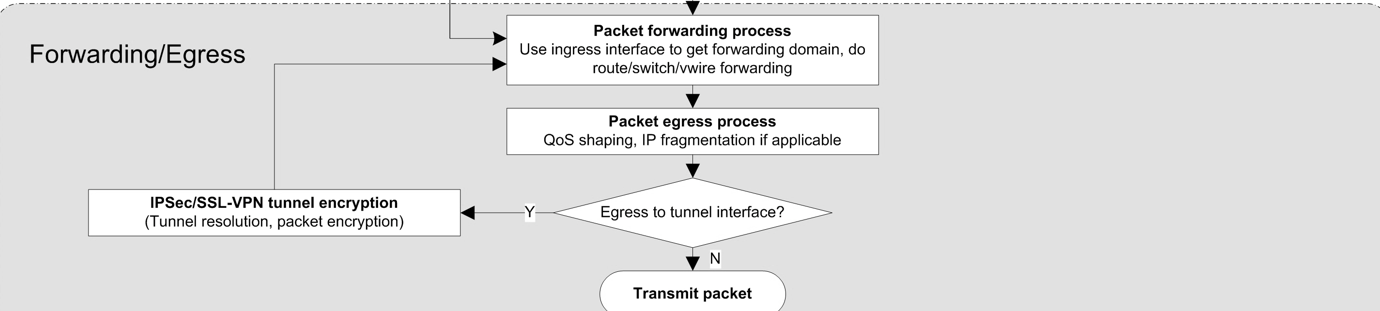 Forwarding/Egress
Packet forwarding process
Use ingress interface to get forwarding domain, do
route/switch/vwire forwarding
Packet egress process
QoS shaping, IP fragmentation if applicable
IPSec/SSL-VPN tunnel encryption
(Tunnel resolution, packet encryption)
Y
Egress to tunnel interface?
N
Transmit packet